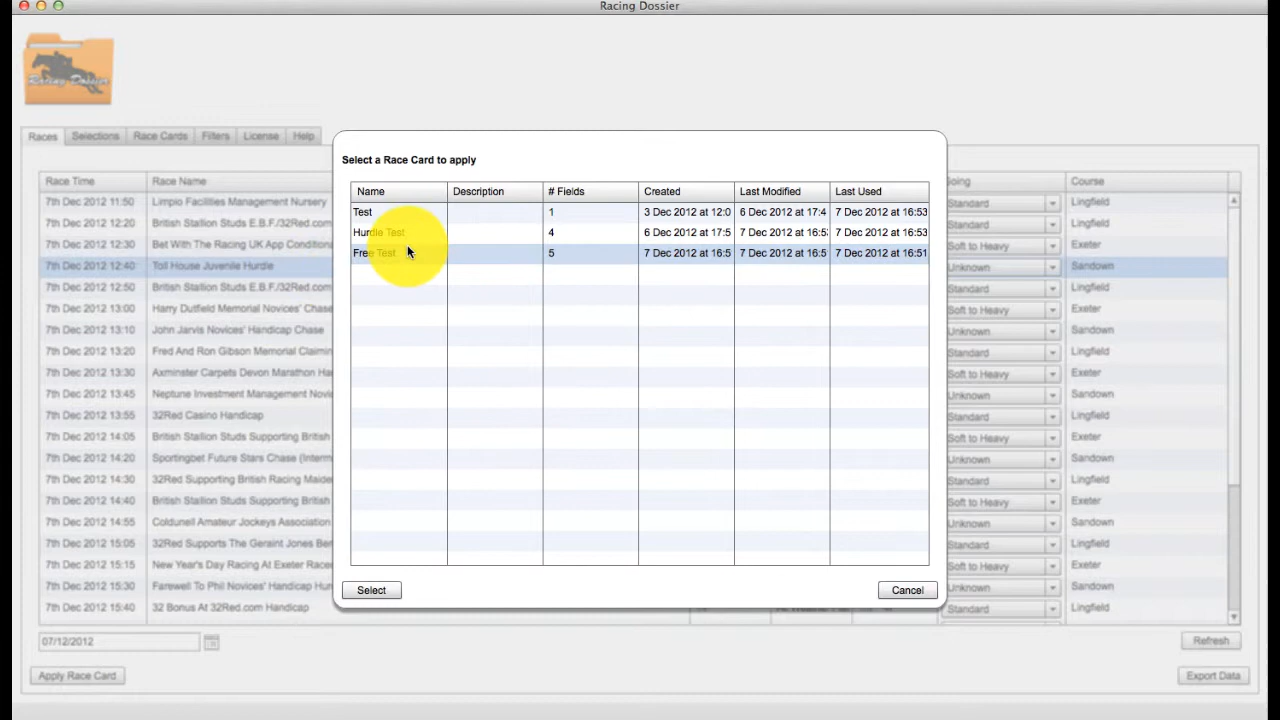 Racing Dossier
Racing Dossier
Races Selections Race Cards Filters License Help
Select a Race Card to apply
Name Description # Fields Created Last Modified Last Used
Test 1 3 Dec 2012 at 12:0 6 Dec 2012 at 17:4 7 Dec 2012 at 16:53
Hurdle Test 4 6 Dec 2012 at 17:5 7 Dec 2012 at 16:5 7 Dec 2012 at 16:53
Free Test 5 7 Dec 2012 at 16:5 7 Dec 2012 at 16:5 7 Dec 2012 at 16:51
Select Cancel
Race Time Race Name Going Course
7th Dec 2012 11:50 Limpio Facilities Management Nursery Standard Lingfield
7th Dec 2012 12:20 British Stallion Studs E.B.F./32Red.com Standard Lingfield
7th Dec 2012 12:30 Bet With The Racing UK App Conditiona Soft to Heavy Exeter
7th Dec 2012 12:40 Toll House Juvenile Hurdle Unknown Sandown
7th Dec 2012 12:50 British Stallion Studs E.B.F./32Red.com Standard Lingfield
7th Dec 2012 13:00 Harry Dutfield Memorial Novices' Chase Soft to Heavy Exeter
7th Dec 2012 13:10 John Jarvis Novices' Handicap Chase Unknown Sandown
7th Dec 2012 13:20 Fred And Ron Gibson Memorial Claimin Standard Lingfield
7th Dec 2012 13:30 Axminster Carpets Devon Marathon Ha Soft to Heavy Exeter
7th Dec 2012 13:45 Neptune Investment Management Novi Unknown Sandown
7th Dec 2012 13:55 32Red Casino Handicap Standard Lingfield
7th Dec 2012 14:05 British Stallion Studs Supporting British Soft to Heavy Exeter
7th Dec 2012 14:20 Sportingbet Future Stars Chase (Interm Unknown Sandown
7th Dec 2012 14:30 32Red Supporting British Racing Maide Standard Lingfield
7th Dec 2012 14:40 British Stallion Studs Supporting British Soft to Heavy Exeter
7th Dec 2012 14:55 Coldunell Amateur Jockeys Association Unknown Sandown
7th Dec 2012 15:05 32Red Supports The Geraint Jones Ber Standard Lingfield
7th Dec 2012 15:15 New Year's Day Racing At Exeter Race Soft to Heavy Exeter
7th Dec 2012 15:30 Farewell To Phil Novices' Handicap Hur Unknown Sandown
7th Dec 2012 15:40 32 Bonus At 32Red.com Handicap Standard Lingfield
07/12/2012 Refresh
Apply Race Card Export Data